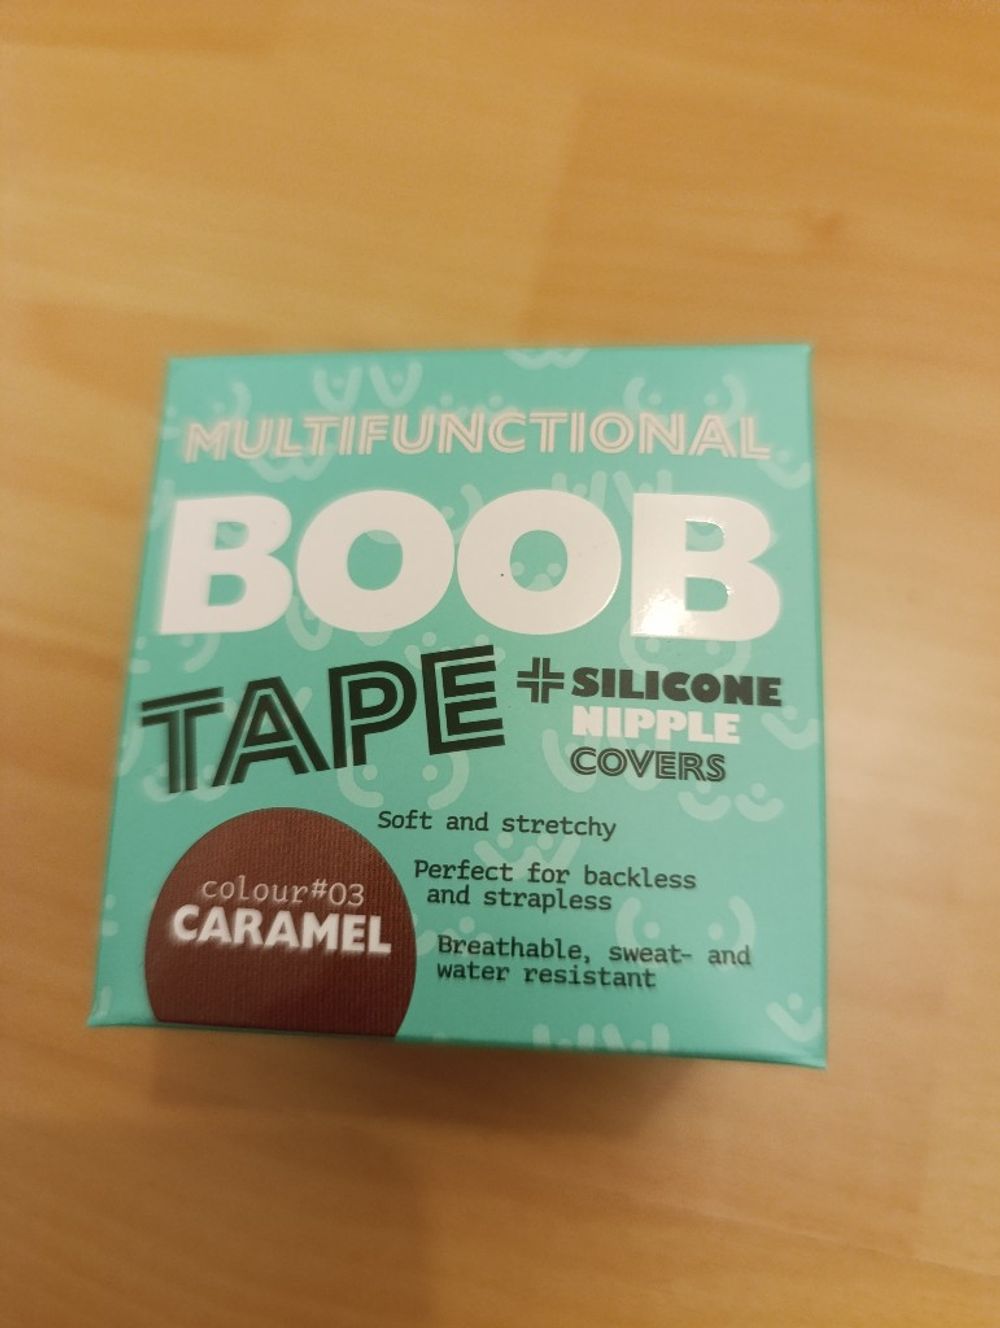 MULTIFUNCTIONAL
BOOB
TAPE
+ SILICONE
NIPPLE
COVERS
Soft and stretchy
Perfect for backless
and strapless
Breathable, sweat- and
water resistant
colour#03
CARAMEL